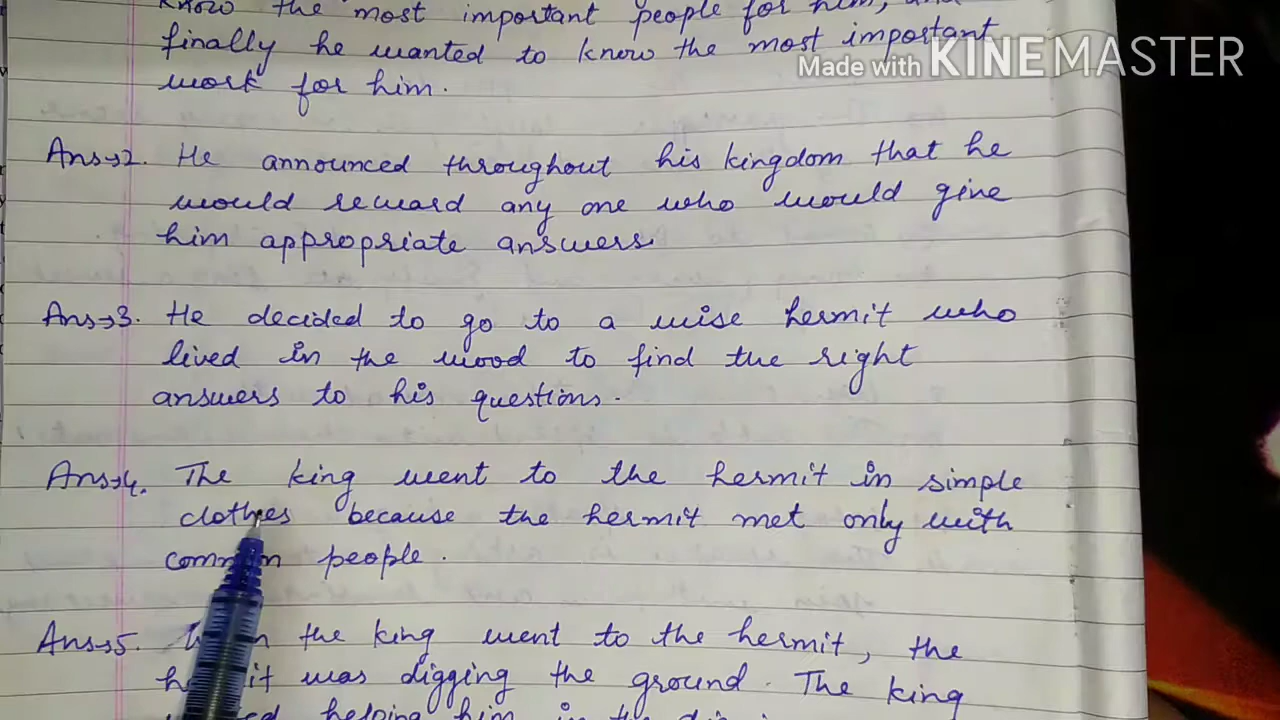 know the most important people for him, and
finally he wanted to know the most important
work for him.
Made with KINEMASTER
Ans→2. He announced throughout his kingdom that he
would reward any one who would give
him appropriate answers.
Ans→3. He decided to go to a wise hermit who
lived in the wood to find the right
answers to his questions.
Ans→4. The king went to the hermit in simple
clothes because the hermit met only with
common people.
Ans→5. When the king went to the hermit, the
hermit was digging the ground. The king
helping him in the